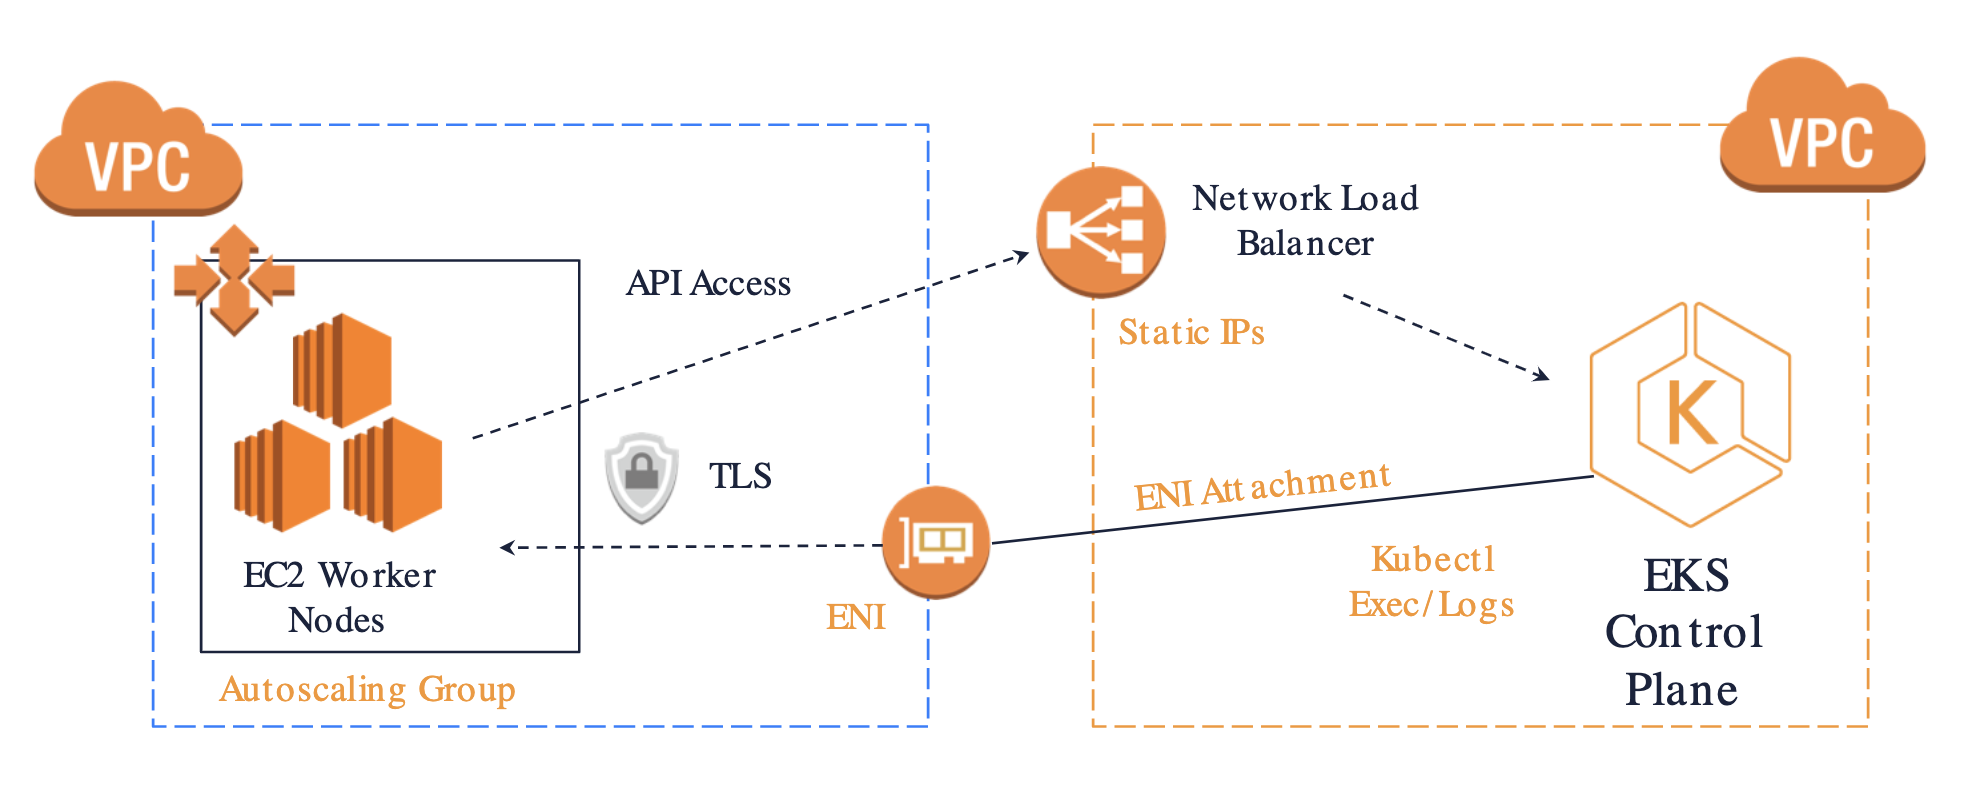 VPC
VPC
Network Load
Balancer
API Access
Static IPs
K
TLS
ENI Attachment
Kubectl
Exec/Logs
EC2 Worker
Nodes
ENI
EKS
Control
Plane
Autoscaling Group